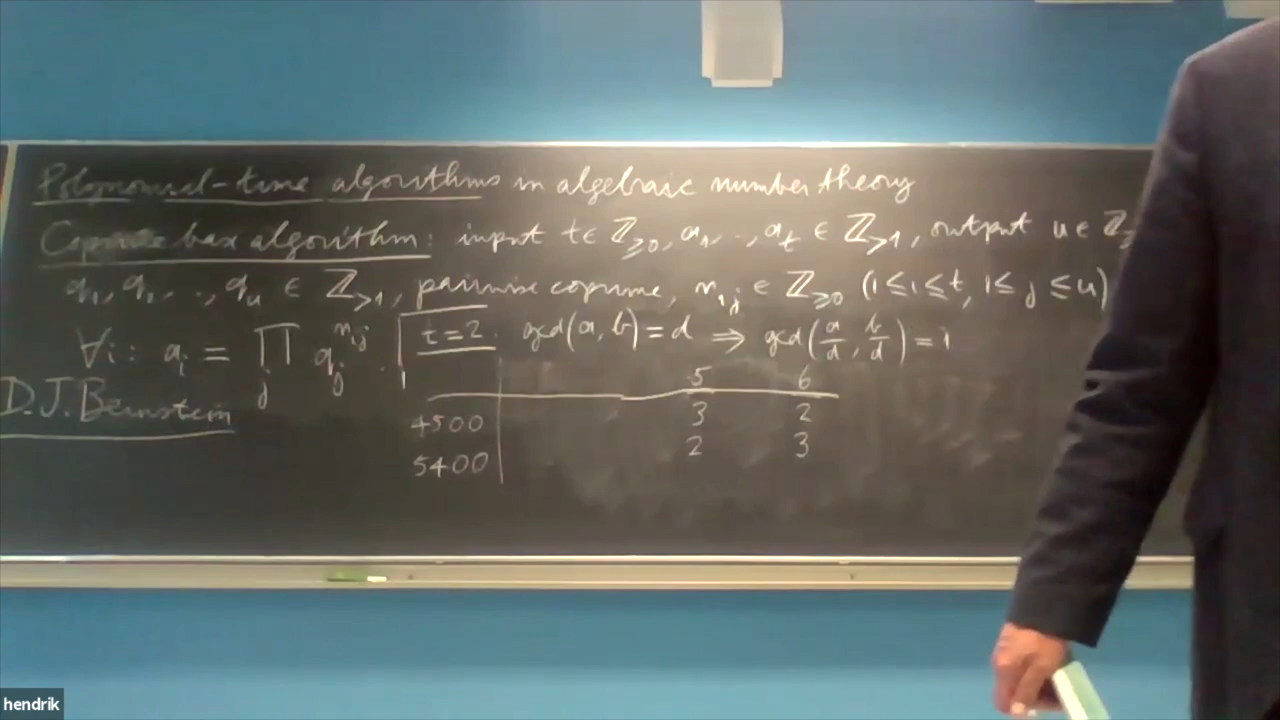 Polynomial-time algorithms in algebraic number theory
Coprime base algorithm: input t ∈ ℤ≥0, a₁, .., aₜ ∈ ℤ>1, output u ∈ ℤ
q₁, q₂, .., qᵤ ∈ ℤ>1, pairwise coprime, nᵢⱼ ∈ ℤ≥0 (1 ≤ i ≤ t, 1 ≤ j ≤ u)
∀i: aᵢ = ∏ⱼ qⱼ^nᵢⱼ. t=2. gcd(a, b) = d ⇒ gcd(a/d, b/d) = 1
D.J. Bernstein
5 6
4500 3 2
5400 2 3
hendrik